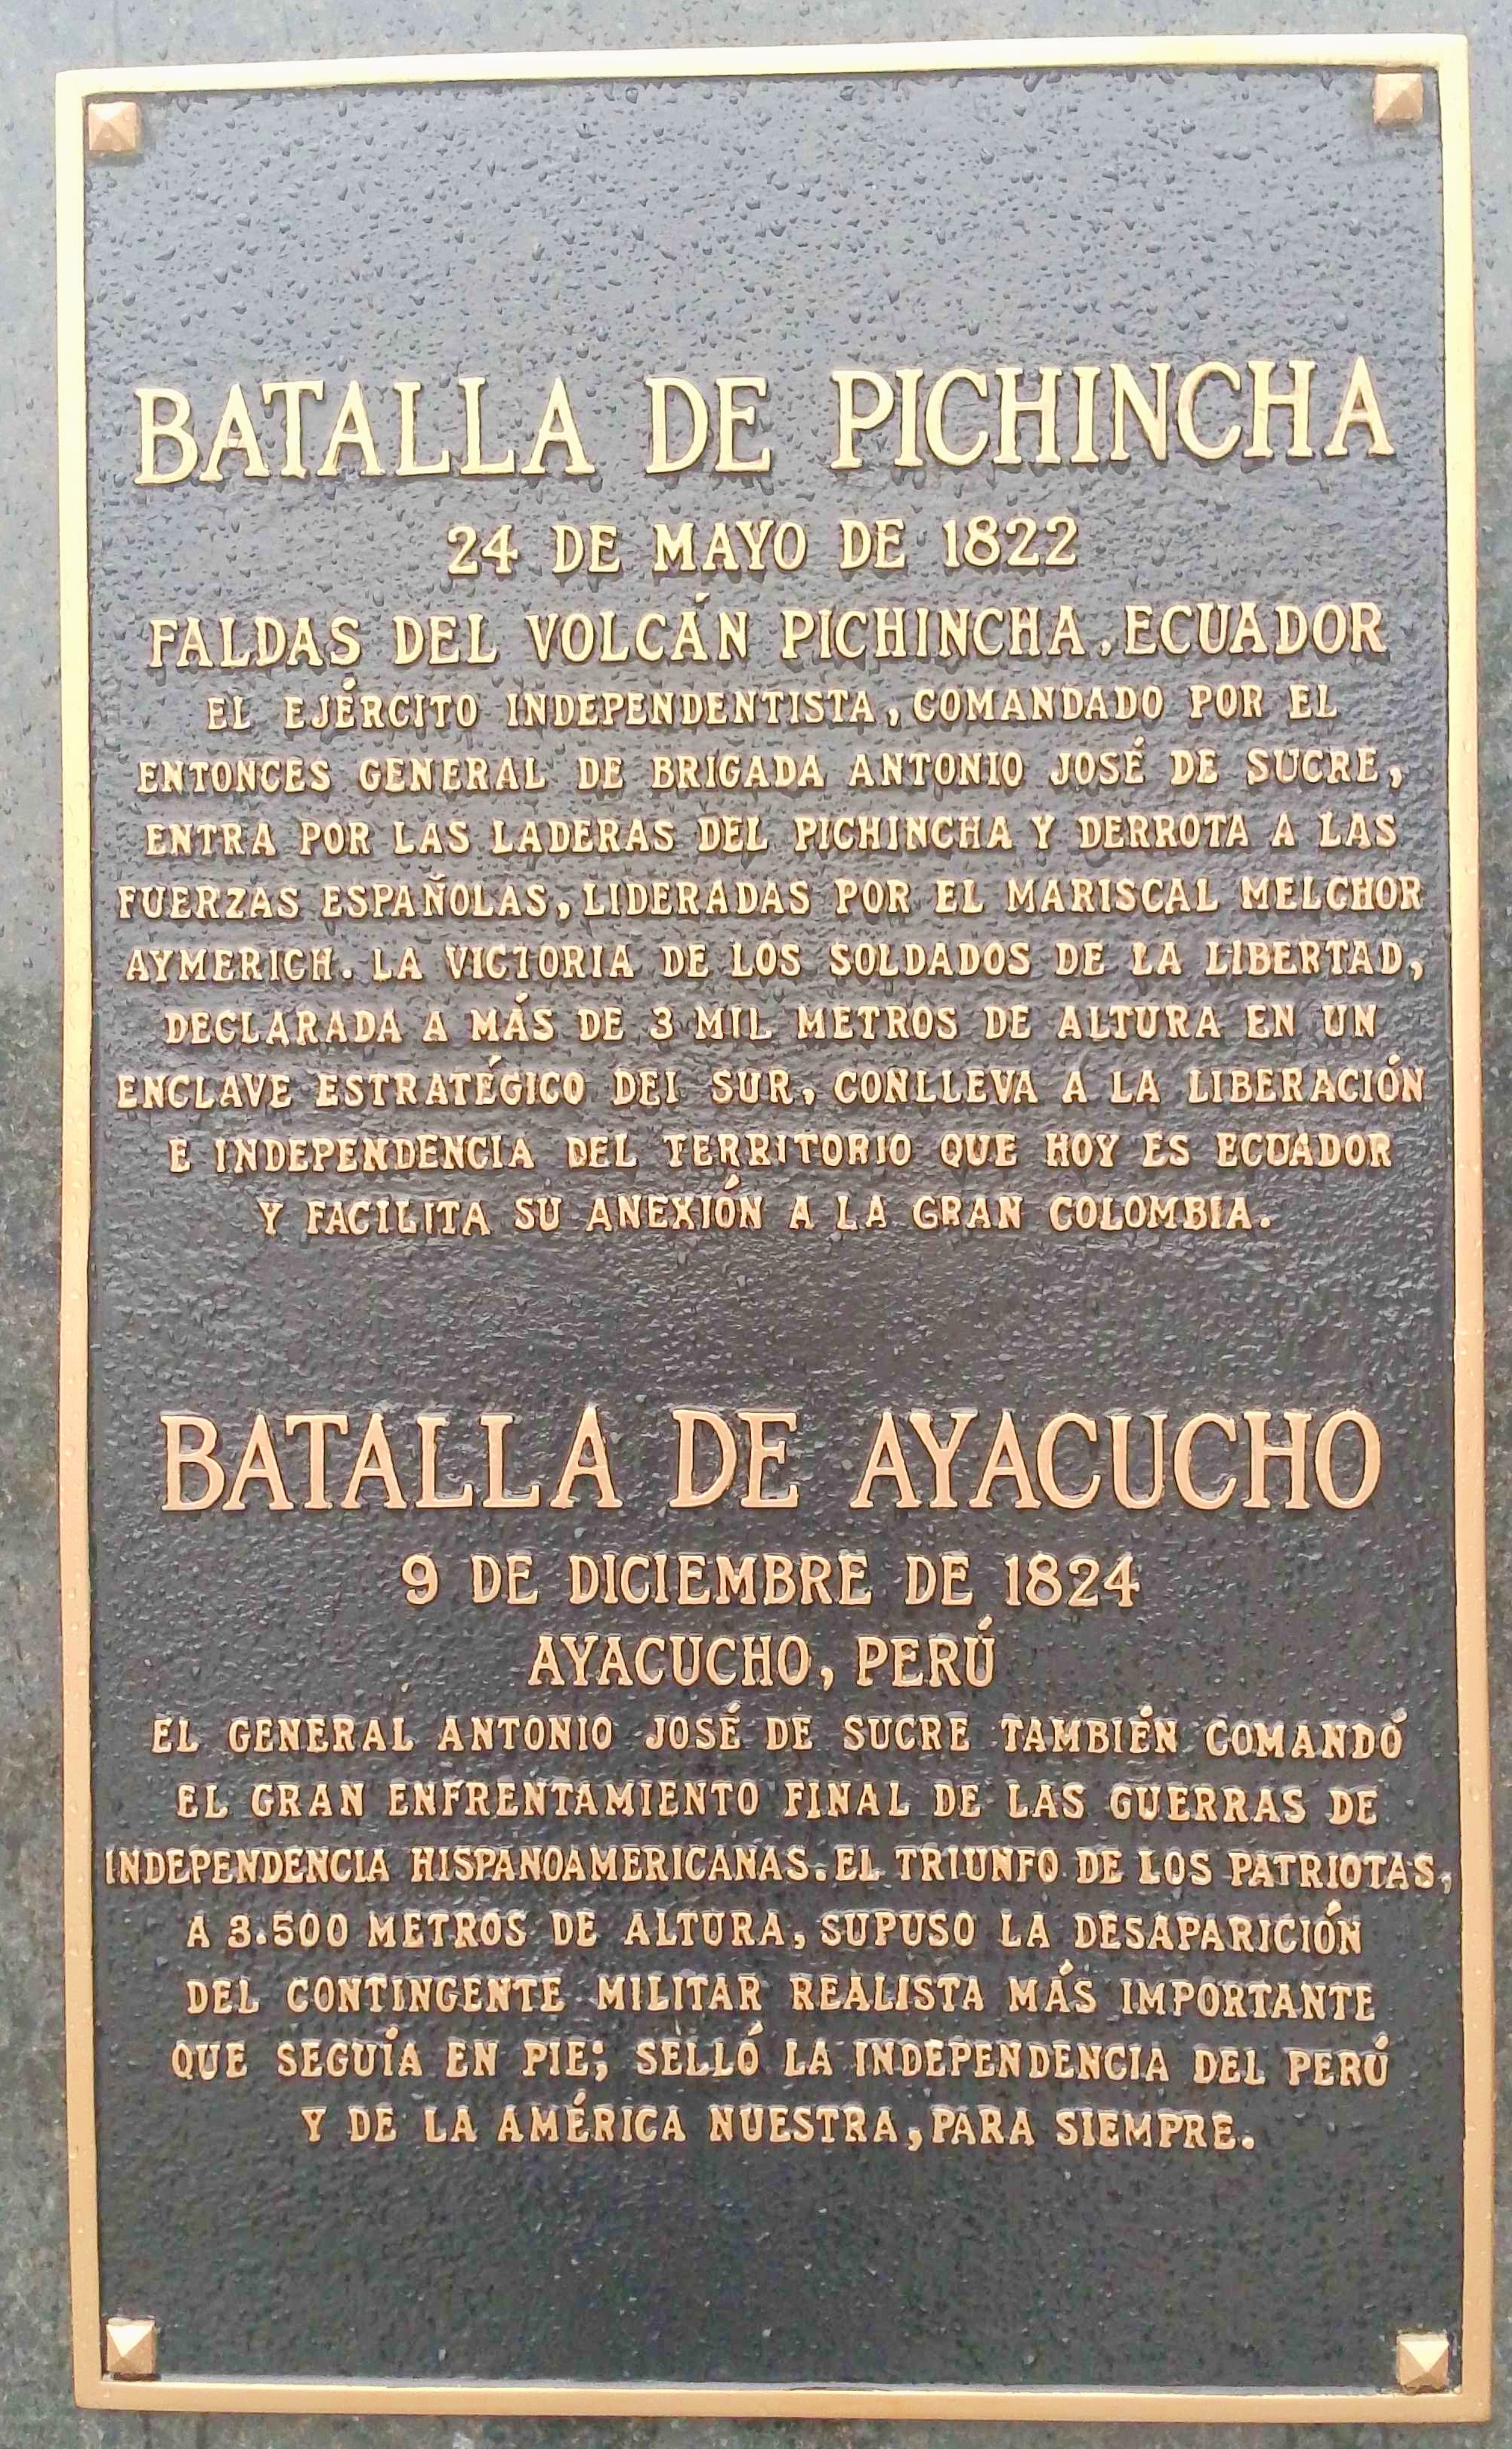 BATALLA DE PICHINCHA
24 DE MAYO DE 1822
FALDAS DEL VOLCÁN PICHINCHA, ECUADOR
EL EJÉRCITO INDEPENDENTISTA, COMANDADO POR EL
ENTONCES GENERAL DE BRIGADA ANTONIO JOSÉ DE SUCRE,
ENTRA POR LAS LADERAS DEL PICHINCHA Y DERROTA A LAS
FUERZAS ESPAÑOLAS, LIDERADAS POR EL MARISCAL MELCHOR
AYMERICH. LA VICTORIA DE LOS SOLDADOS DE LA LIBERTAD,
DECLARADA A MÁS DE 3 MIL METROS DE ALTURA EN UN
ENCLAVE ESTRATÉGICO DEL SUR, CONLLEVA A LA LIBERACIÓN
E INDEPENDENCIA DEL TERRITORIO QUE HOY ES ECUADOR
Y FACILITA SU ANEXIÓN A LA GRAN COLOMBIA.
BATALLA DE AYACUCHO
9 DE DICIEMBRE DE 1824
AYACUCHO, PERÚ
EL GENERAL ANTONIO JOSÉ DE SUCRE TAMBIÉN COMANDÓ
EL GRAN ENFRENTAMIENTO FINAL DE LAS GUERRAS DE
INDEPENDENCIA HISPANOAMERICANAS. EL TRIUNFO DE LOS PATRIOTAS,
A 3.500 METROS DE ALTURA, SUPUSO LA DESAPARICIÓN
DEL CONTINGENTE MILITAR REALISTA MÁS IMPORTANTE
QUE SEGUÍA EN PIE; SELLÓ LA INDEPENDENCIA DEL PERÚ
Y DE LA AMÉRICA NUESTRA, PARA SIEMPRE.